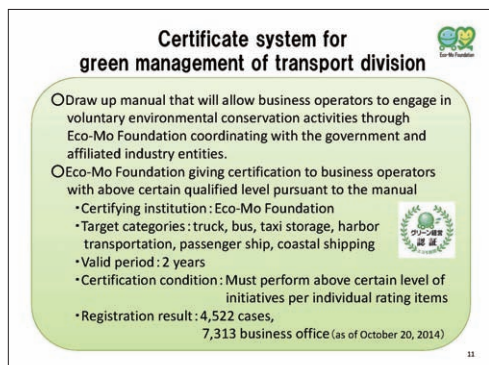 Certificate system for
green management of transport division
Eco-Mo Foundation
○Draw up manual that will allow business operators to engage in
voluntary environmental conservation activities through
Eco-Mo Foundation coordinating with the government and
affiliated industry entities.
○Eco-Mo Foundation giving certification to business operators
with above certain qualified level pursuant to the manual
・Certifying institution：Eco-Mo Foundation
・Target categories：truck, bus, taxi storage, harbor
transportation, passenger ship, coastal shipping
・Valid period：2 years
・Certification condition：Must perform above certain level of
initiatives per individual rating items
・Registration result：4,522 cases,
7,313 business office (as of October 20, 2014)
グリーン経営
認証
11